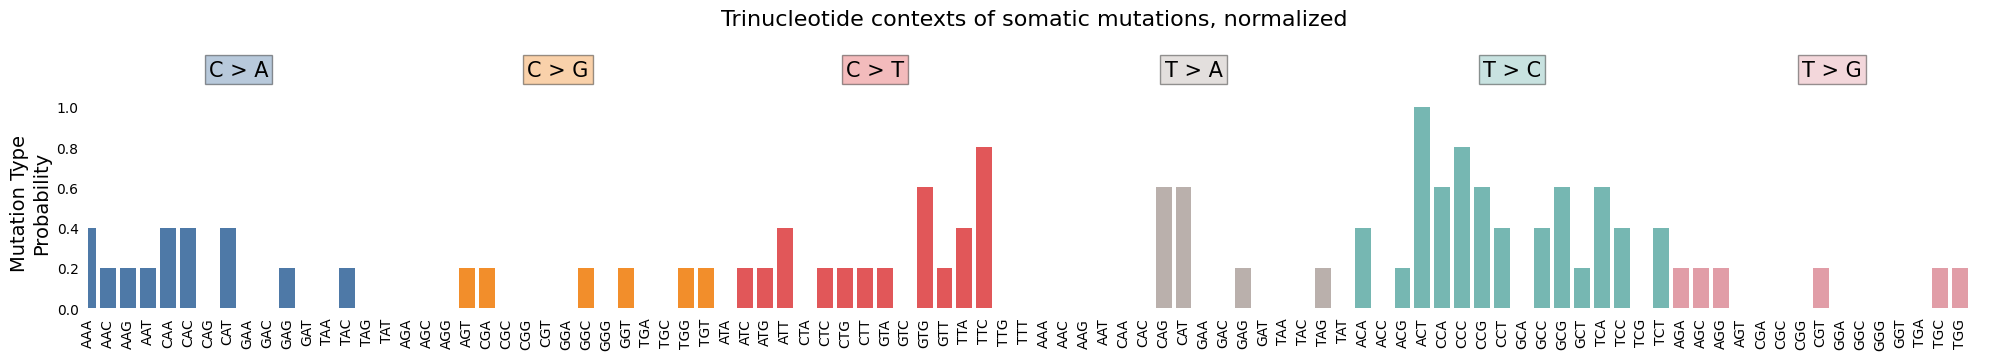 Trinucleotide contexts of somatic mutations, normalized
C > A C > G C > T T > A T > C T > G
Mutation Type
Probability
1.0
0.8
0.6
0.4
0.2
0.0
AAA AAC AAG AAT CAA CAC CAG CAT GAA GAC GAG GAT TAA TAC TAG TAT AGA AGC AGG AGT CGA CGC CGG CGT GGA GGC GGG GGT TGA TGC TGG TGT ATA ATC ATG ATT CTA CTC CTG CTT GTA GTC GTG GTT TTA TTC TTG TTT AAA AAC AAG AAT CAA CAC CAG CAT GAA GAC GAG GAT TAA TAC TAG TAT ACA ACC ACG ACT CCA CCC CCG CCT GCA GCC GCG GCT TCA TCC TCG TCT AGA AGC AGG AGT CGA CGC CGG CGT GGA GGC GGG GGT TGA TGC TGG